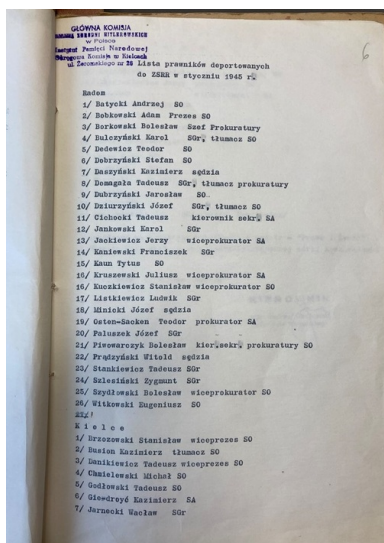 GŁÓWNA KOMISJA
BADANIA ZBRODNI HITLEROWSKICH
w Polsce
Instytut Pamięci Narodowej
Okręgowa Komisja w Kielcach
ul. Żeromskiego nr 26
6
Lista prawników deportowanych
do ZSRR w styczniu 1945 r.
Radom
1/ Batycki Andrzej SO
2/ Bobkowski Adam Prezes SO
3/ Borkowski Bolesław Szef Prokuratury
4/ Bulczyński Karol SGr, tłumacz SO
5/ Dedewicz Teodor SO
6/ Dobrzyński Stefan SO
7/ Daszyński Kazimierz sędzia
8/ Domagała Tadeusz SGr, tłumacz prokuratury
9/ Dubrzyński Jarosław SO
10/ Dziurzyński Józef SGr, tłumacz SO
11/ Cichocki Tadeusz kierownik sekr. SA
12/ Jankowski Karol SGr
13/ Jackiewicz Jerzy wiceprokurator SO
14/ Kaniewski Franciszek SGr
15/ Kaun Tytus SO
16/ Kruszewski Juliusz wiceprokurator SA
16/ Kuczkiewicz Stanisław wiceprokurator SO
17/ Listkiewicz Ludwik SGr
18/ Minicki Józef sędzia
19/ Osten-Sacken Teodor prokurator SA
20/ Paluszek Józef SGr
21/ Piwowarczyk Bolesław kier.sekr. prokuratury SO
22/ Prądzyński Witold sędzia
23/ Stankiewicz Tadeusz SGr
24/ Szlesiński Zygmunt SGr
25/ Szydłowski Bolesław wiceprokurator SO
26/ Witkowski Eugeniusz SO
K i e l c e
1/ Brzozowski Stanisław wiceprezes SO
2/ Busion Kazimierz tłumacz SO
3/ Danikiewicz Tadeusz wiceprezes SO
4/ Chmielewski Michał SO
5/ Godłowski Tadeusz SO
6/ Giedroyć Kazimierz SA
7/ Jarnecki Wacław SGr